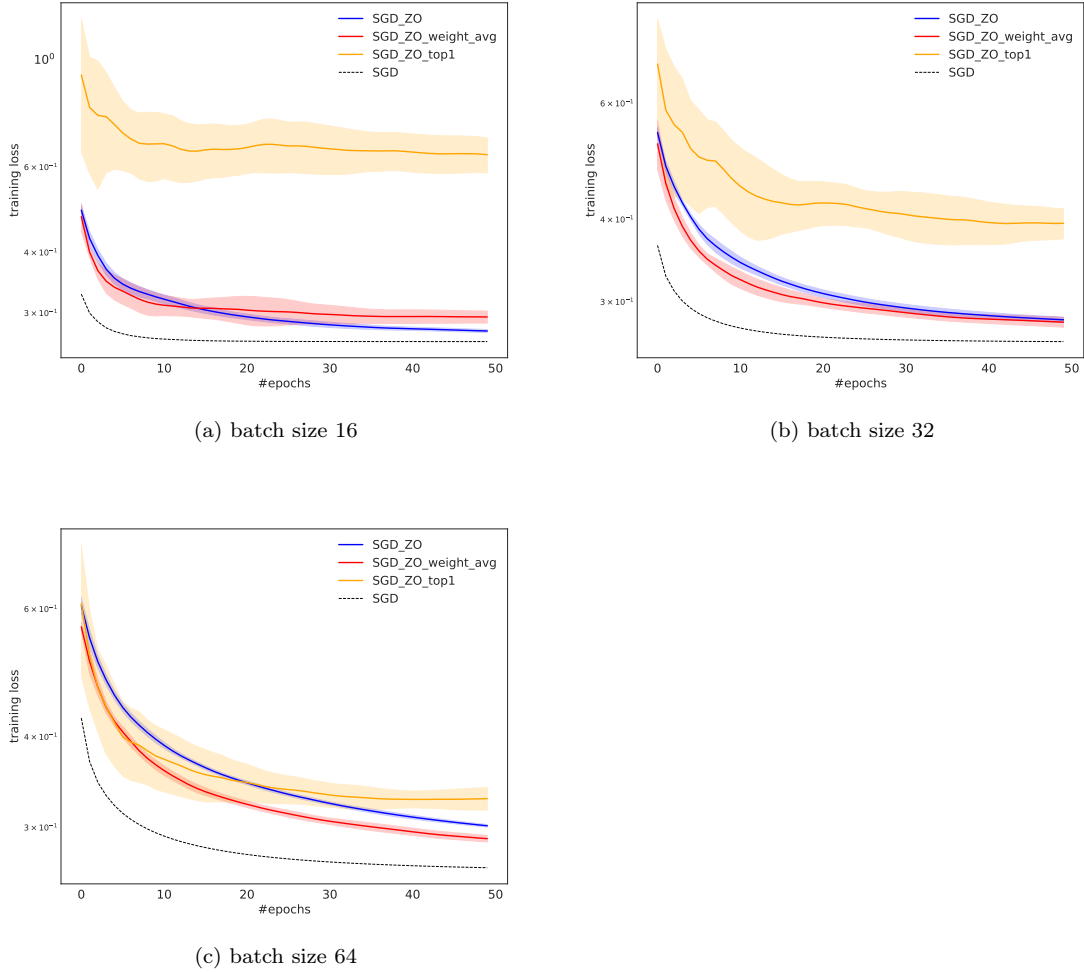 SGD_ZO
SGD_ZO_weight_avg
SGD_ZO_top1
SGD
10⁰
6 × 10⁻¹
4 × 10⁻¹
3 × 10⁻¹
training loss
0 10 20 30 40 50
#epochs
(a) batch size 16
SGD_ZO
SGD_ZO_weight_avg
SGD_ZO_top1
SGD
6 × 10⁻¹
4 × 10⁻¹
3 × 10⁻¹
training loss
0 10 20 30 40 50
#epochs
(b) batch size 32
SGD_ZO
SGD_ZO_weight_avg
SGD_ZO_top1
SGD
6 × 10⁻¹
4 × 10⁻¹
3 × 10⁻¹
training loss
0 10 20 30 40 50
#epochs
(c) batch size 64